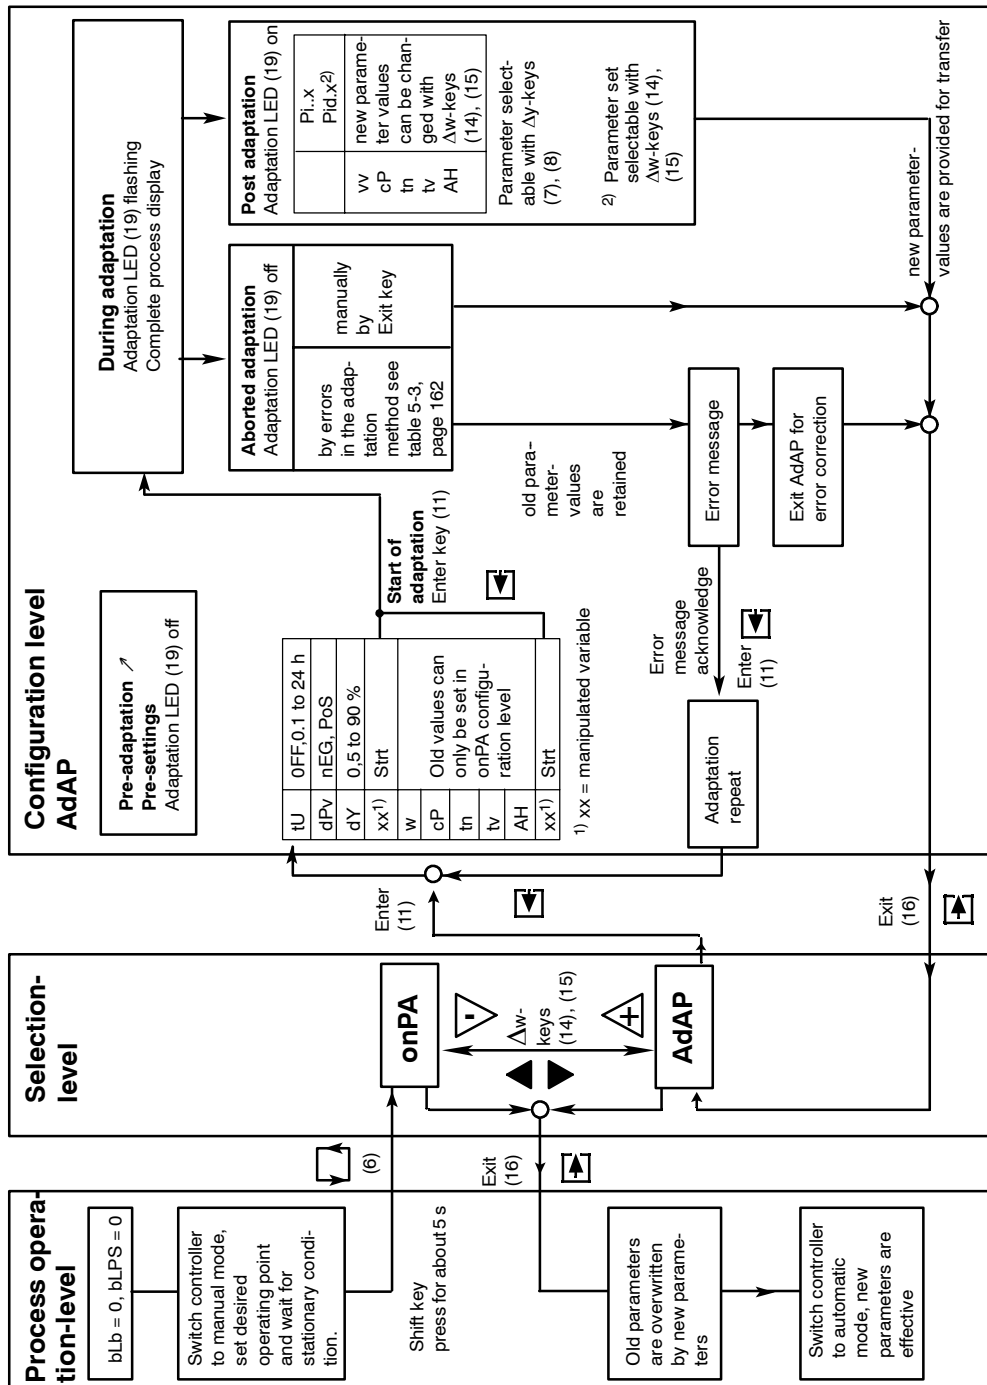 Process opera-
tion-level
bLb = 0, bLPS = 0
Switch controller
to manual mode,
set desired
operating point
and wait for
stationary condi-
tion.
Shift key
press for about 5 s
(6)
Exit
(16)
Old parameters
are overwritten
by new parame-
ters
Switch controller
to automatic
mode, new
parameters are
effective
Selection-
level
onPA
-
Δw-
keys
(14), (15)
+
AdAP
Enter
(11)
Exit
(16)
Configuration level
AdAP
Pre-adaptation ↗
Pre-settings
Adaptation LED (19) off
tU 0FF,0.1 to 24 h
dPv nEG, PoS
dY 0,5 to 90 %
xx1) Strt
w
cP
tn
tv
AH
Old values can
only be set in
onPA configu-
ration level
xx1) Strt
1) xx = manipulated variable
Start of
adaptation
Enter key (11)
During adaptation
Adaptation LED (19) flashing
Complete process display
Aborted adaptation
Adaptation LED (19) off
by errors
in the adap-
tation
method see
table 5-3,
page 162
manually
by
Exit key
Post adaptation
Adaptation LED (19) on
Pi..x
Pid.x2)
vv
cP
tn
tv
AH
new parame-
ter values
can be chan-
ged with
Δw-keys
(14), (15)
Parameter select-
able with Δy-keys
(7), (8)
2) Parameter set
selectable with
Δw-keys (14),
(15)
old para-
meter-
values
are
retained
Error message
Exit AdAP for
error correction
Error
message
acknowledge
Enter
(11)
Adaptation
repeat
new parameter-
values are provided for transfer